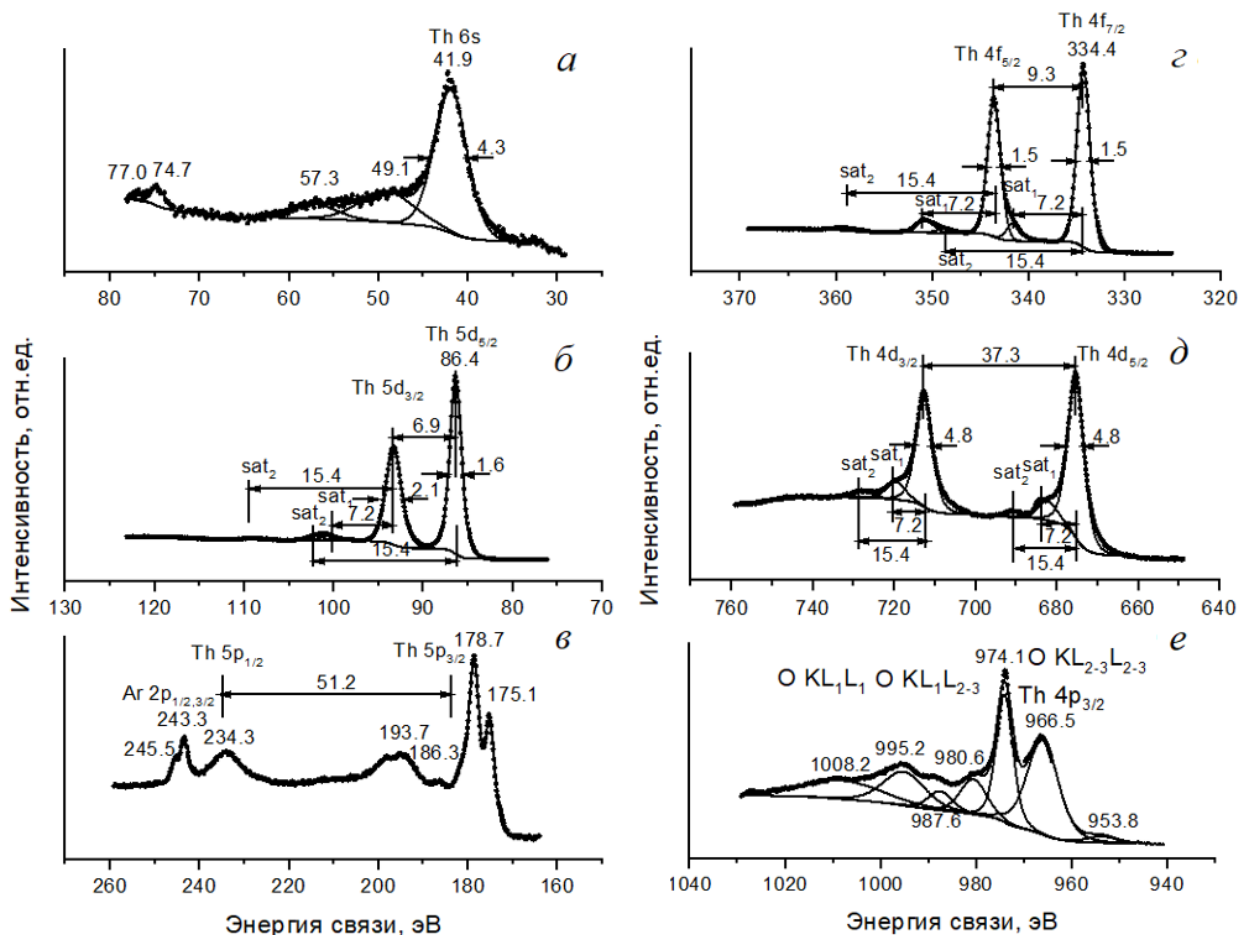 а
Th 6s
41.9
4.3
49.1
57.3
74.7
77.0
80 70 60 50 40 30
б
Th 5d5/2
86.4
Th 5d3/2
6.9
1.6
2.1
sat2
15.4
sat1
7.2
sat2
15.4
130 120 110 100 90 80 70
в
Th 5p1/2
Th 5p3/2
178.7
175.1
51.2
Ar 2p1/2,3/2
243.3
245.5
234.3
193.7
186.3
260 240 220 200 180 160
Энергия связи, эВ
Интенсивность, отн.ед.
г
Th 4f7/2
334.4
Th 4f5/2
9.3
1.5
1.5
sat2
15.4
sat1
7.2
sat1
7.2
sat2
15.4
370 360 350 340 330 320
д
Th 4d3/2
37.3
Th 4d5/2
4.8
4.8
sat2
sat1
7.2
15.4
sat2
sat1
7.2
15.4
760 740 720 700 680 660 640
е
O KL1L1 O KL1L2-3
974.1 O KL2-3L2-3
Th 4p3/2
966.5
1008.2
995.2
980.6
987.6
953.8
1040 1020 1000 980 960 940
Энергия связи, эВ
Интенсивность, отн.ед.